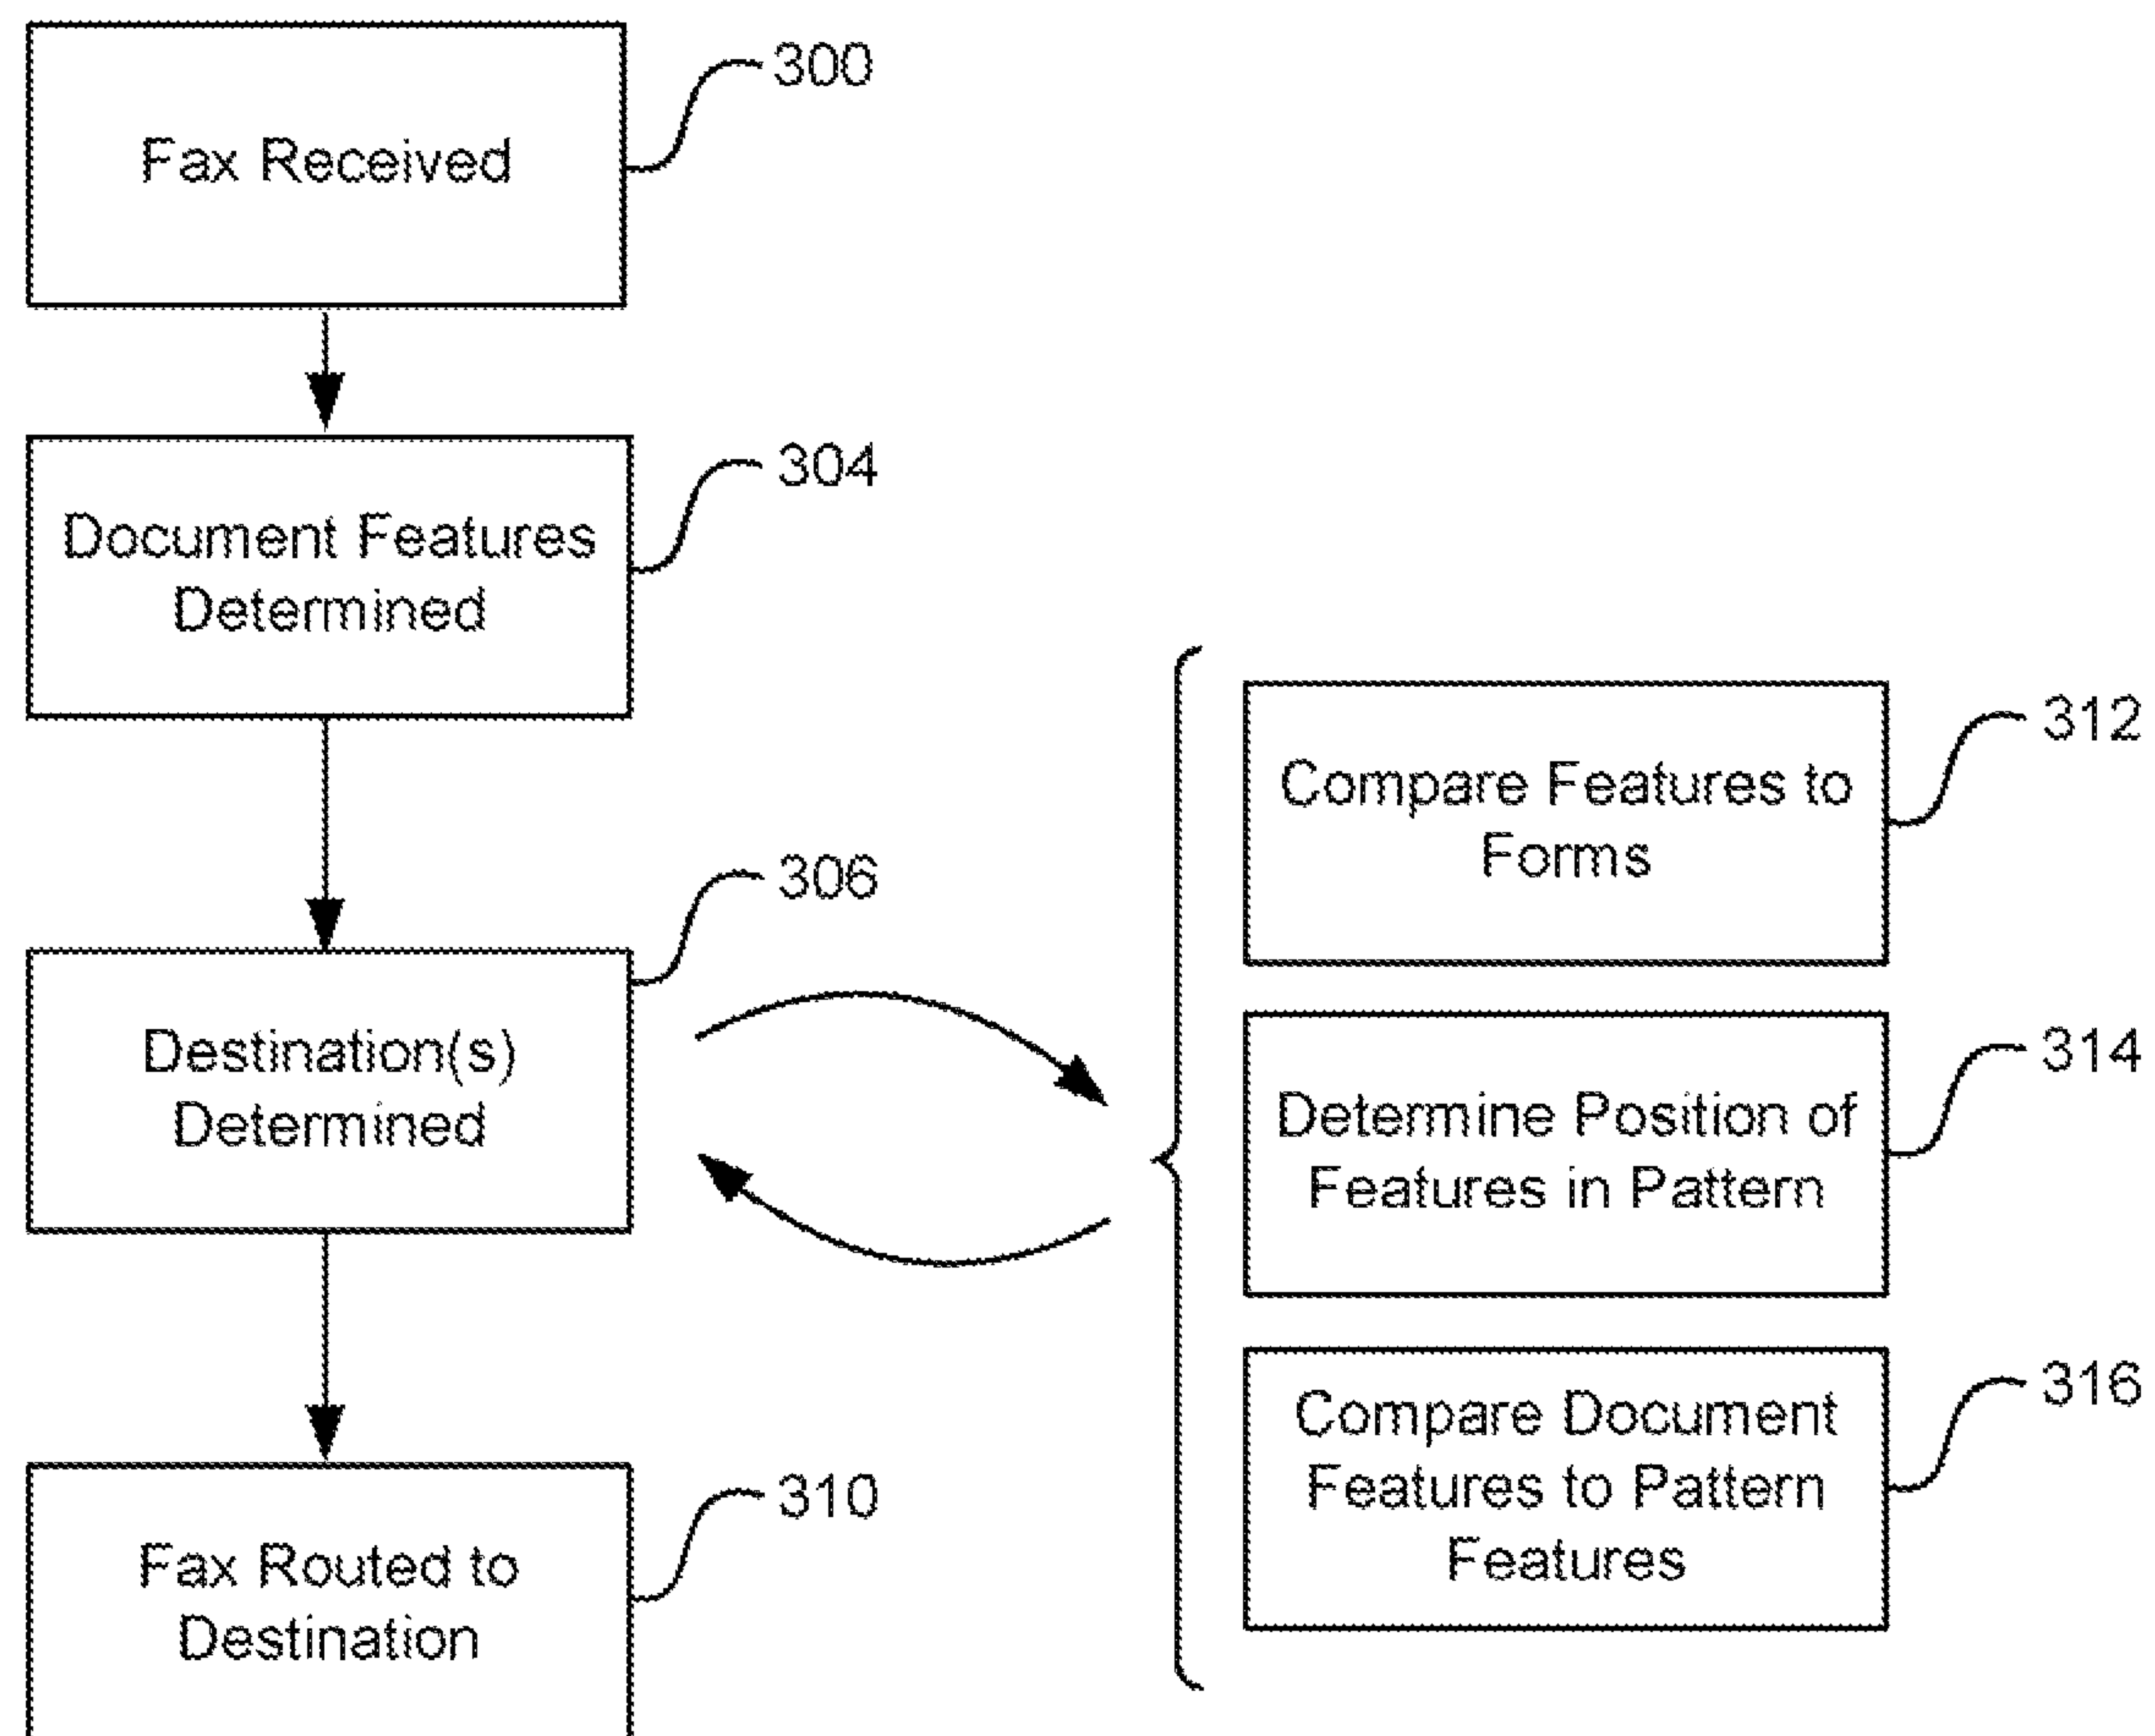 Fax Received
300
Document Features
Determined
304
Destination(s)
Determined
306
Fax Routed to
Destination
310
Compare Features to
Forms
312
Determine Position of
Features in Pattern
314
Compare Document
Features to Pattern
Features
316